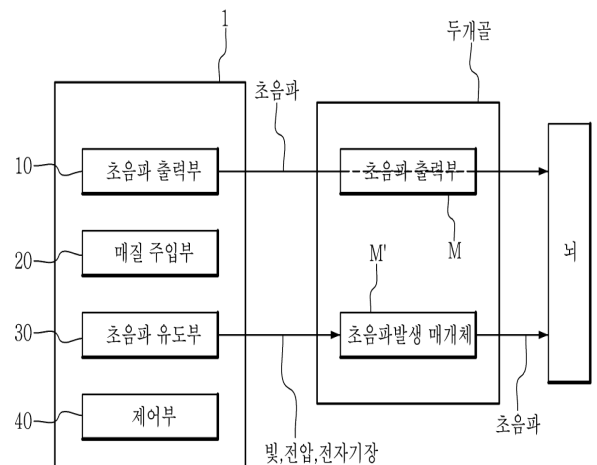 1
두개골
초음파
10
초음파 출력부
초음파 출력부
20
매질 주입부
M'
M
뇌
30
초음파 유도부
초음파발생 매개체
40
제어부
초음파
빛,전압,전자기장